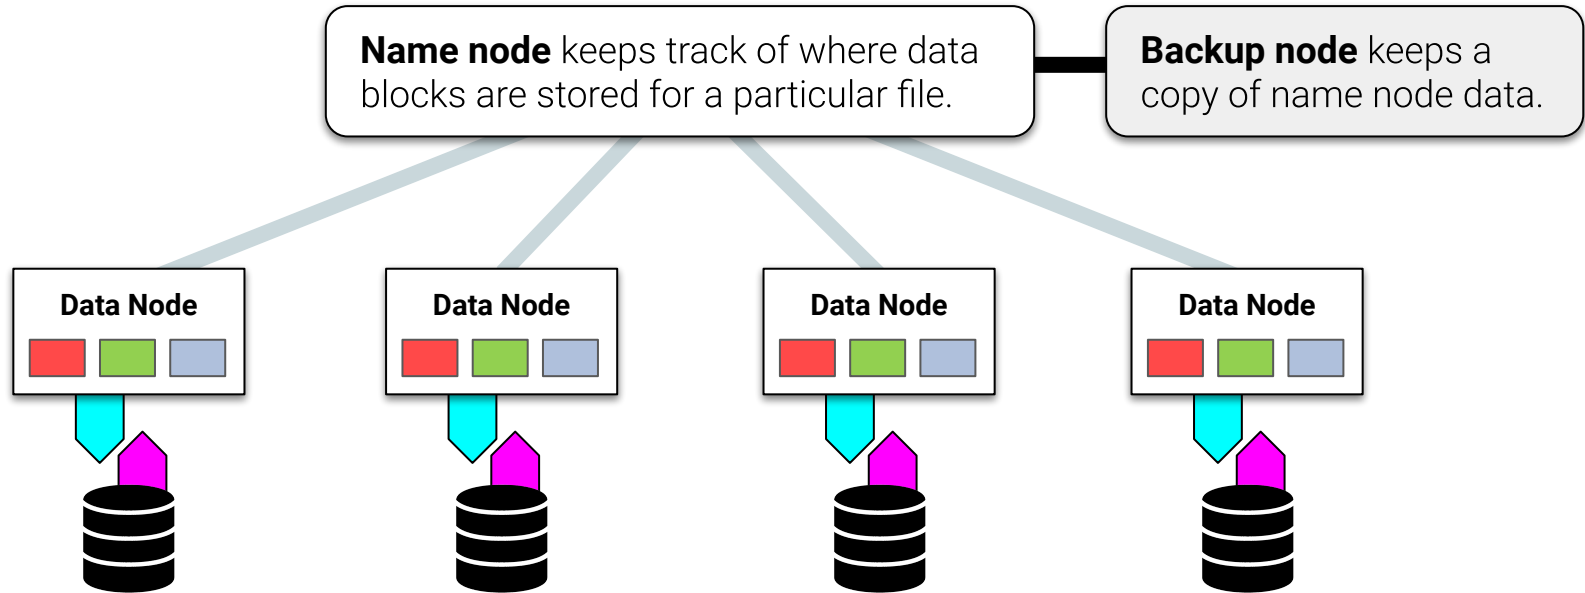 Name node keeps track of where data
blocks are stored for a particular file.
Backup node keeps a
copy of name node data.
Data Node
Data Node
Data Node
Data Node